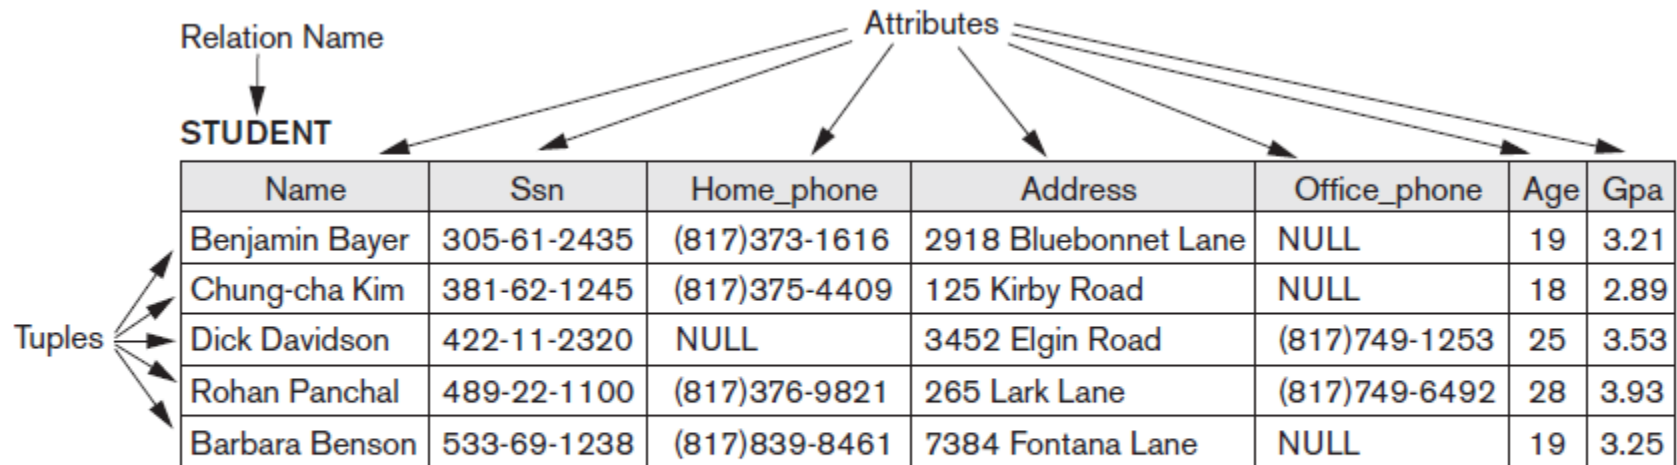 Attributes
Relation Name
STUDENT
Name Ssn Home_phone Address Office_phone Age Gpa
Benjamin Bayer 305-61-2435 (817)373-1616 2918 Bluebonnet Lane NULL 19 3.21
Chung-cha Kim 381-62-1245 (817)375-4409 125 Kirby Road NULL 18 2.89
Tuples Dick Davidson 422-11-2320 NULL 3452 Elgin Road (817)749-1253 25 3.53
Rohan Panchal 489-22-1100 (817)376-9821 265 Lark Lane (817)749-6492 28 3.93
Barbara Benson 533-69-1238 (817)839-8461 7384 Fontana Lane NULL 19 3.25